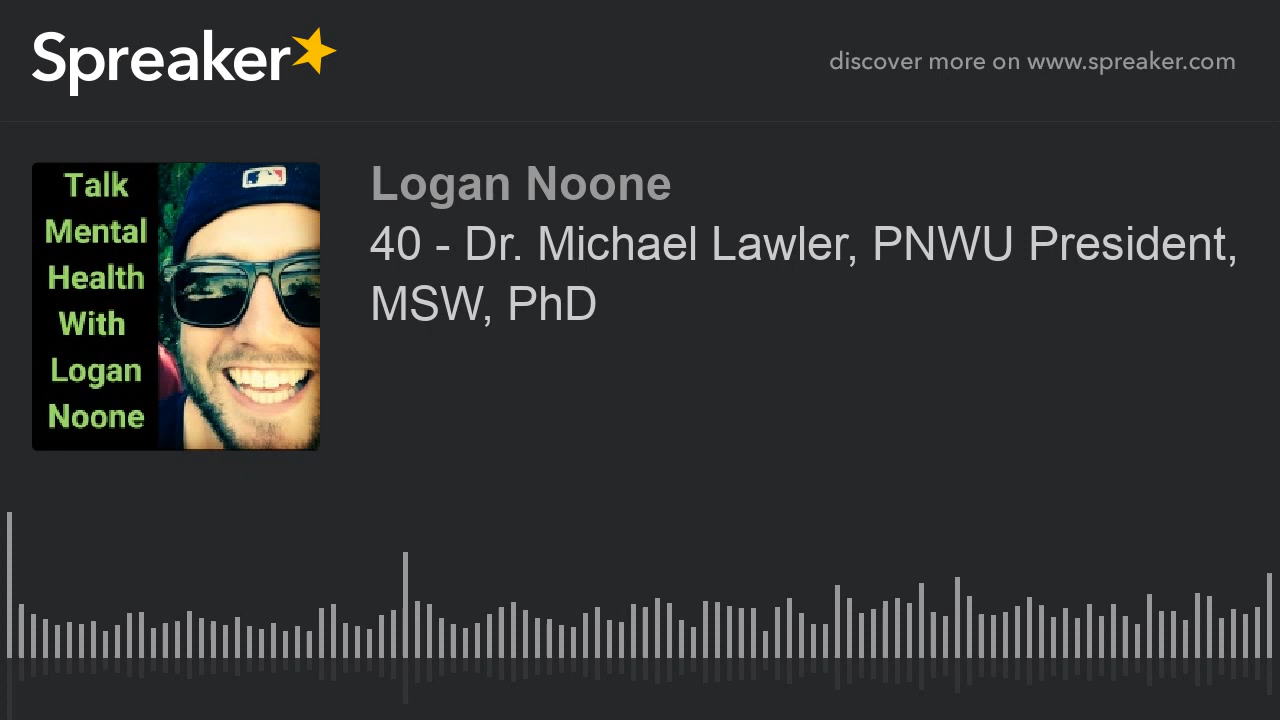 Spreaker
discover more on www.spreaker.com
Talk
Mental
Health
With
Logan
Noone
Logan Noone
40 - Dr. Michael Lawler, PNWU President,
MSW, PhD